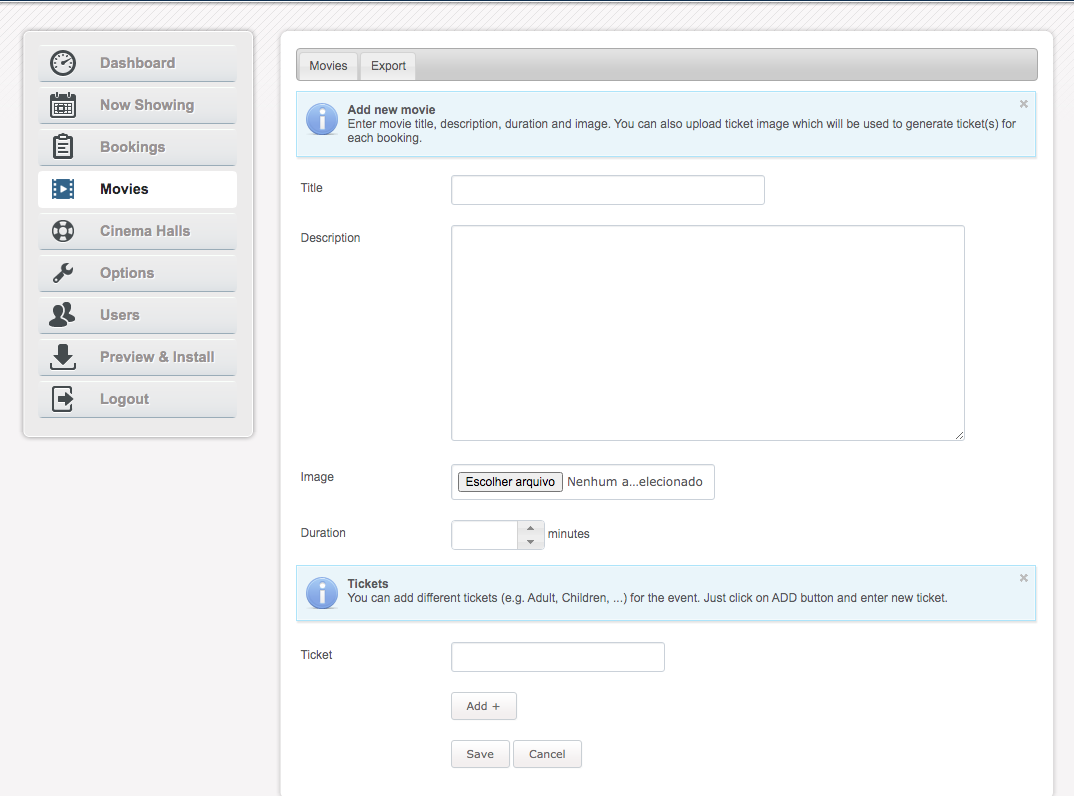 Dashboard
Now Showing
Bookings
Movies
Cinema Halls
Options
Users
Preview & Install
Logout
Movies
Export
Add new movie
Enter movie title, description, duration and image. You can also upload ticket image which will be used to generate ticket(s) for
each booking.
Title
Description
Image
Escolher arquivo Nenhum a...elecionado
Duration
minutes
Tickets
You can add different tickets (e.g. Adult, Children, ...) for the event. Just click on ADD button and enter new ticket.
Ticket
Add +
Save
Cancel